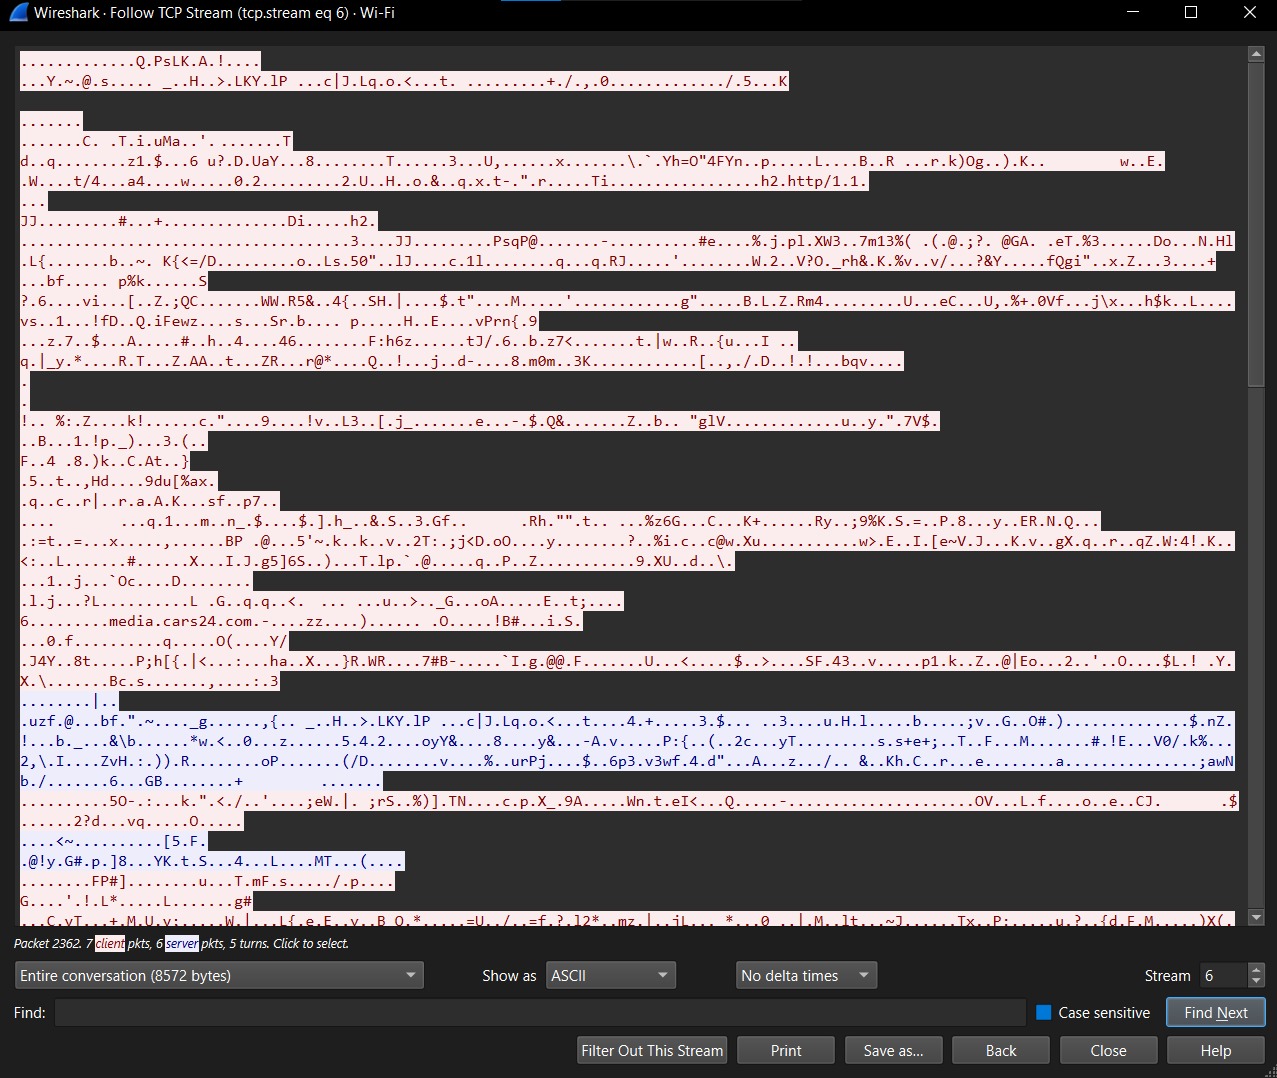 Wireshark · Follow TCP Stream (tcp.stream eq 6) · Wi-Fi
.............Q.PsLK.A.!....
...Y.~.@.s..... _..H..>.LKY.lP ...c|J.Lq.o.<...t. .........+./.,.0............./.5...K
.......
.......C. .T.i.uMa..'. ........T
d..q........z1.$...6 u?.D.UaY...8........T......3...U,......x.......\.`.Yh=O"4FYn..p.....L....B..R ...r.k)Og..).K.. w..E.
.W....t/4...a4....w.....0.2.........2.U..H..o.&..q.x.t-.".r.....Ti.................h2.http/1.1.
...
JJ.........#...+..............Di.....h2.
.....................................3....JJ.........PsqP@.......-..........#e....%.j.pl.XW3..7m13%( .(.@.;?. @GA. .eT.%3......Do...N.Hl
.L{.......b..~. K{<=/D.........o..Ls.50"..lJ....c.1l........q...q.RJ.....'........W.2..V?O._rh&.K.%v..v/...?&Y.....fQgi"..x.Z...3....+
...bf..... p%k......S
?.6....vi...[..Z.;QC.......WW.R5&..4{..SH.|....$.t"....M.....'............g".....B.L.Z.Rm4.........U...eC...U,.%+.0Vf...j\x...h$k..L....
vs..1...!fD..Q.iFewz....s...Sr.b.... p.....H..E....vPrn{.9
...z.7..$...A.....#..h..4....46........F:h6z......tJ/.6..b.z7<.......t.|w..R..{u...I ..
q.|_y.*....R.T...Z.AA..t...ZR...r@*....Q..!...j..d-....8.m0m..3K............[.,./.D..!.!...bqv....
.
.
!.. %:.Z....k!......c."....9....!v..L3..[.j_.......e...-.$.Q&.......Z..b.. "glV.............u..y.".7V$.
..B...1.!p._)...3.(..
F..4 .8.)k..C.At..}
.5..t..,Hd....9du[%ax.
.q..c..r|..r.a.A.K...sf..p7..
.... ...q.1...m..n_.$....$.].h_..&.S..3.Gf.. .Rh."".t.. ...%z6G...C...K+......Ry..;9%K.S.=..P.8...y..ER.N.Q...
.:=t..=...x.....,......BP .@...5'~.k..k..v..2T:.;j<D.oO....y........?..%i.c..c@w.Xu...........w>.E..I.[e~V.J...K.v..gX.q..r..qZ.W:4!.K..
<:..L.......#......X...I.J.g5]6S..)...T.lp.`.@.....q..P..Z...........9.XU..d..\.
...1..j...`Oc....D........
.l.j...?L..........L .G..q.q..<. ... ...u..>.._G...oA.....E..t;....
6.........media.cars24.com.-....zz....)...... .O.....!B#...i.S.
...0.f..........q.....O(....Y/
.J4Y..8t.....P;h[{.|<...:...ha..X...}R.WR....7#B-.....`I.g.@@.F.......U...<.....$..>....SF.43..v.....p1.k..Z..@|Eo...2..'..O....$L.! .Y.
X.\.......Bc.s.......,....:.3
........|..
.uzf.@...bf.".~...._g......,{.. _..H..>.LKY.lP ...c|J.Lq.o.<...t....4.+.....3.$... ..3....u.H.l.....b.....;v..G..O#.)..............$.nZ.
!...b._...&\b......*w.<..0...z......5.4.2....oyY&....8....y&...-A.v.....P:{..(..2c...yT.........s.s+e+;..T..F...M.......#.!E...V0/.k%...
2,\.I....ZvH.:.)).R........oP.......(/D........v....%..urPj....$..6p3.v3wf.4.d"...A...z.../.. &..Kh.C..r...e........a...............;awN
b./.......6...GB........+ .......
..........5O-.:...k.".<./..'....;eW.|. ;rS..%)].TN....c.p.X_.9A.....Wn.t.eI<...Q.....-.....................OV...L.f....o..e..CJ. .$
......2?d...vq.....O.....
....<~..........[5.F.
.@!y.G#.p.]8...YK.t.S...4...L....MT...(....
........FP#]........u...T.mF.s...../.p....
G....'.!.L*.....L.......g#
Packet 2362. 7 client pkts, 6 server pkts, 5 turns. Click to select.
Entire conversation (8572 bytes) Show as ASCII No delta times Stream 6
Find: Case sensitive Find Next
Filter Out This Stream Print Save as... Back Close Help